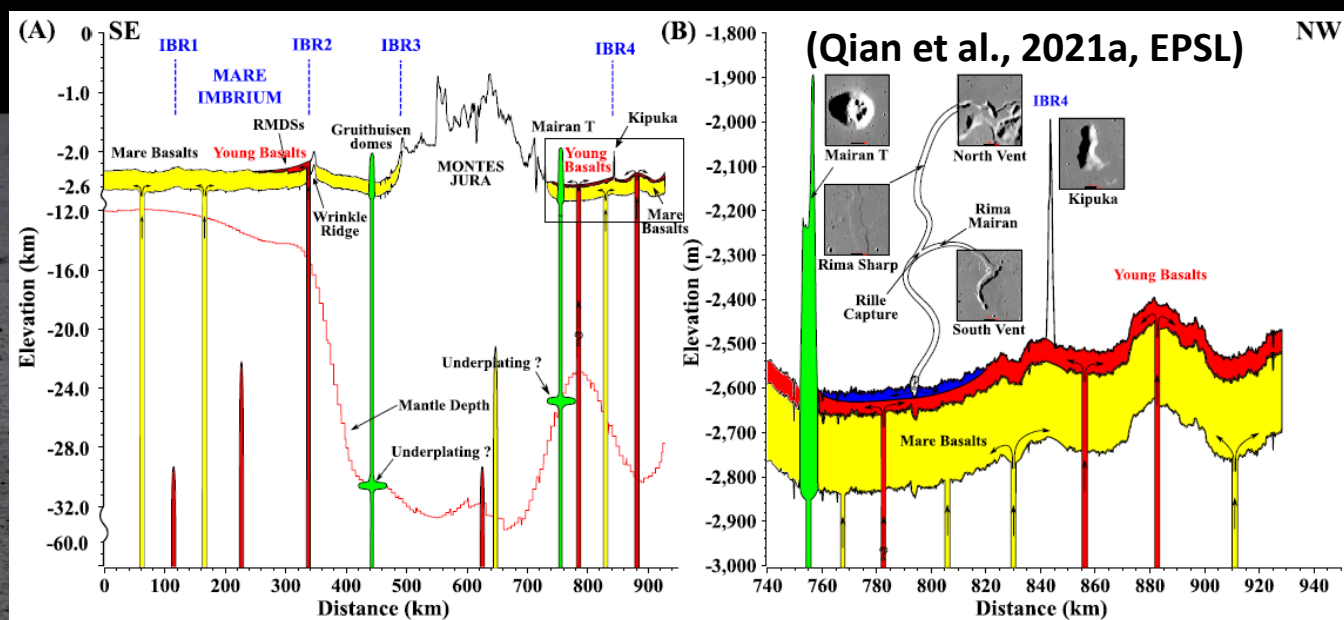 (A) SE
IBR1
IBR2
IBR3
IBR4
MARE
IMBRIUM
RMDSs
Mare Basalts
Young Basalts
Wrinkle
Ridge
Gruithuisen
domes
MONTES
JURA
Mairan T
Kipuka
Young
Basalts
Mare
Basalts
Underplating ?
Mantle Depth
Underplating ?
Elevation (km)
0
-1.0
-2.0
-2.6
-12.0
-16.0
-20.0
-24.0
-28.0
-32.0
-60.0
0 100 200 300 400 500 600 700 800 900
Distance (km)
(B)
(Qian et al., 2021a, EPSL)
NW
Mairan T
North Vent
IBR4
Kipuka
Rima Sharp
Rima
Mairan
Rille
Capture
South Vent
Young Basalts
Mare Basalts
Elevation (m)
-1,800
-1,900
-2,000
-2,100
-2,200
-2,300
-2,400
-2,500
-2,600
-2,700
-2,800
-2,900
-3,000
740 760 780 800 820 840 860 880 900 920 940
Distance (km)